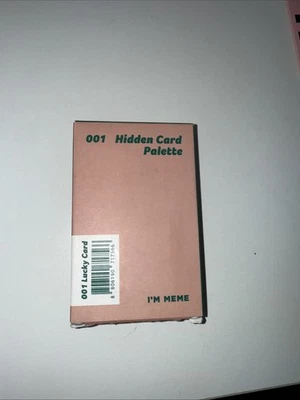 001 Hidden Card
Palette
001 Lucky Card
I'M MEME